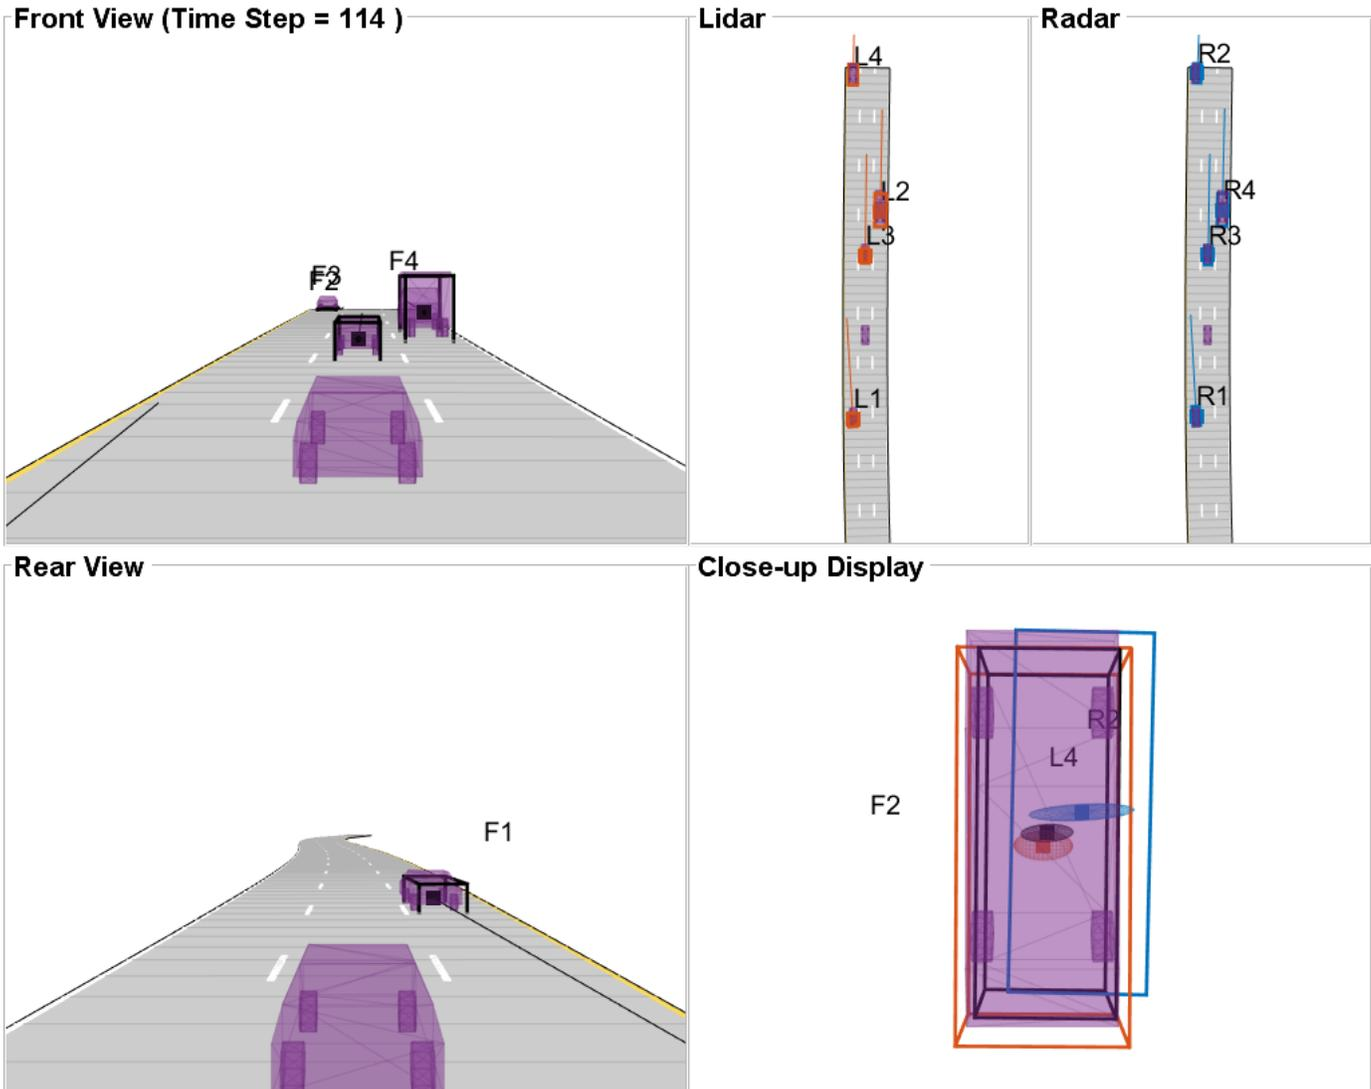 Front View (Time Step = 114 )
F3
F2
F4
Lidar
L4
L2
L3
L1
Radar
R2
R4
R3
R1
Rear View
F1
Close-up Display
R2
L4
F2